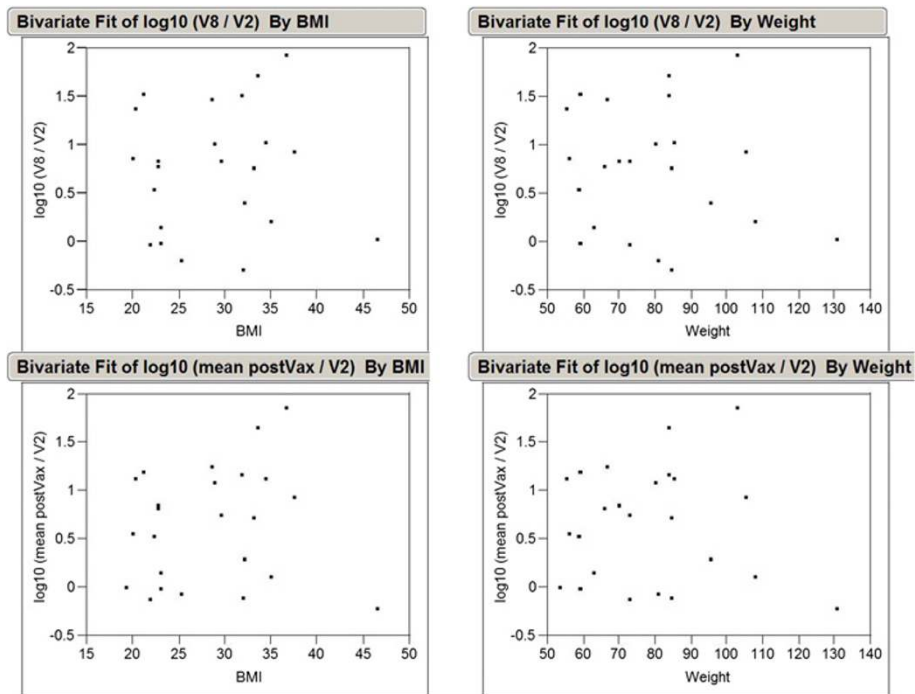 Bivariate Fit of log10 (V8 / V2) By BMI
2
1.5
1
0.5
0
-0.5
log10 (V8 / V2)
15 20 25 30 35 40 45 50
BMI
Bivariate Fit of log10 (V8 / V2) By Weight
2
1.5
1
0.5
0
-0.5
log10 (V8 / V2)
50 60 70 80 90 100 110 120 130 140
Weight
Bivariate Fit of log10 (mean postVax / V2) By BMI
2
1.5
1
0.5
0
-0.5
log10 (mean postVax / V2)
15 20 25 30 35 40 45 50
BMI
Bivariate Fit of log10 (mean postVax / V2) By Weight
2
1.5
1
0.5
0
-0.5
log10 (mean postVax / V2)
50 60 70 80 90 100 110 120 130 140
Weight